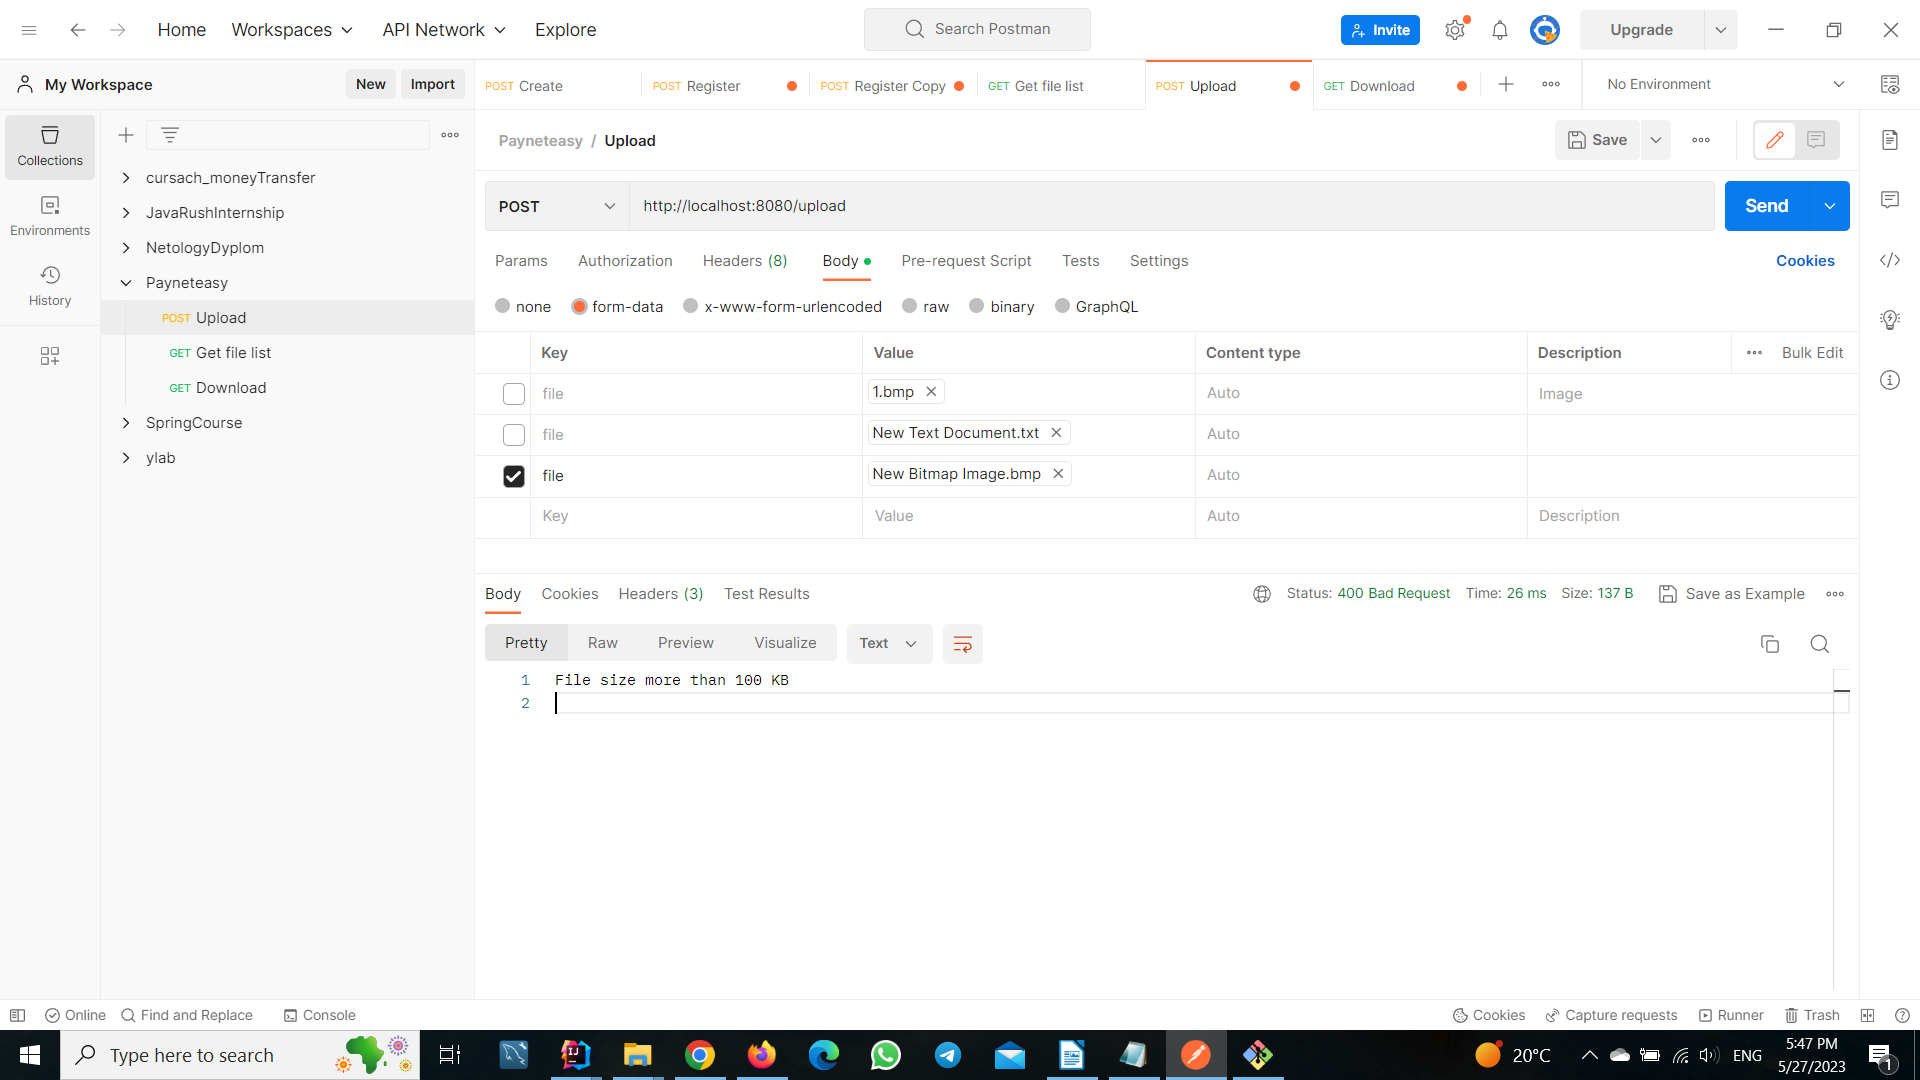 Home Workspaces API Network Explore Search Postman Invite Upgrade
My Workspace New Import POST Create POST Register POST Register Copy GET Get file list POST Upload GET Download No Environment
Collections
Environments
History
cursach_moneyTransfer
JavaRushInternship
NetologyDyplom
Payneteasy
POST Upload
GET Get file list
GET Download
SpringCourse
ylab
Payneteasy / Upload Save
POST http://localhost:8080/upload Send
Params Authorization Headers (8) Body Pre-request Script Tests Settings Cookies
none form-data x-www-form-urlencoded raw binary GraphQL
Key Value Content type Description Bulk Edit
file 1.bmp Auto Image
file New Text Document.txt Auto
file New Bitmap Image.bmp Auto
Key Value Auto Description
Body Cookies Headers (3) Test Results Status: 400 Bad Request Time: 26 ms Size: 137 B Save as Example
Pretty Raw Preview Visualize Text
1 File size more than 100 KB
2
Online Find and Replace Console Cookies Capture requests Runner Trash
Type here to search 20°C ENG 5:47 PM
5/27/2023 1